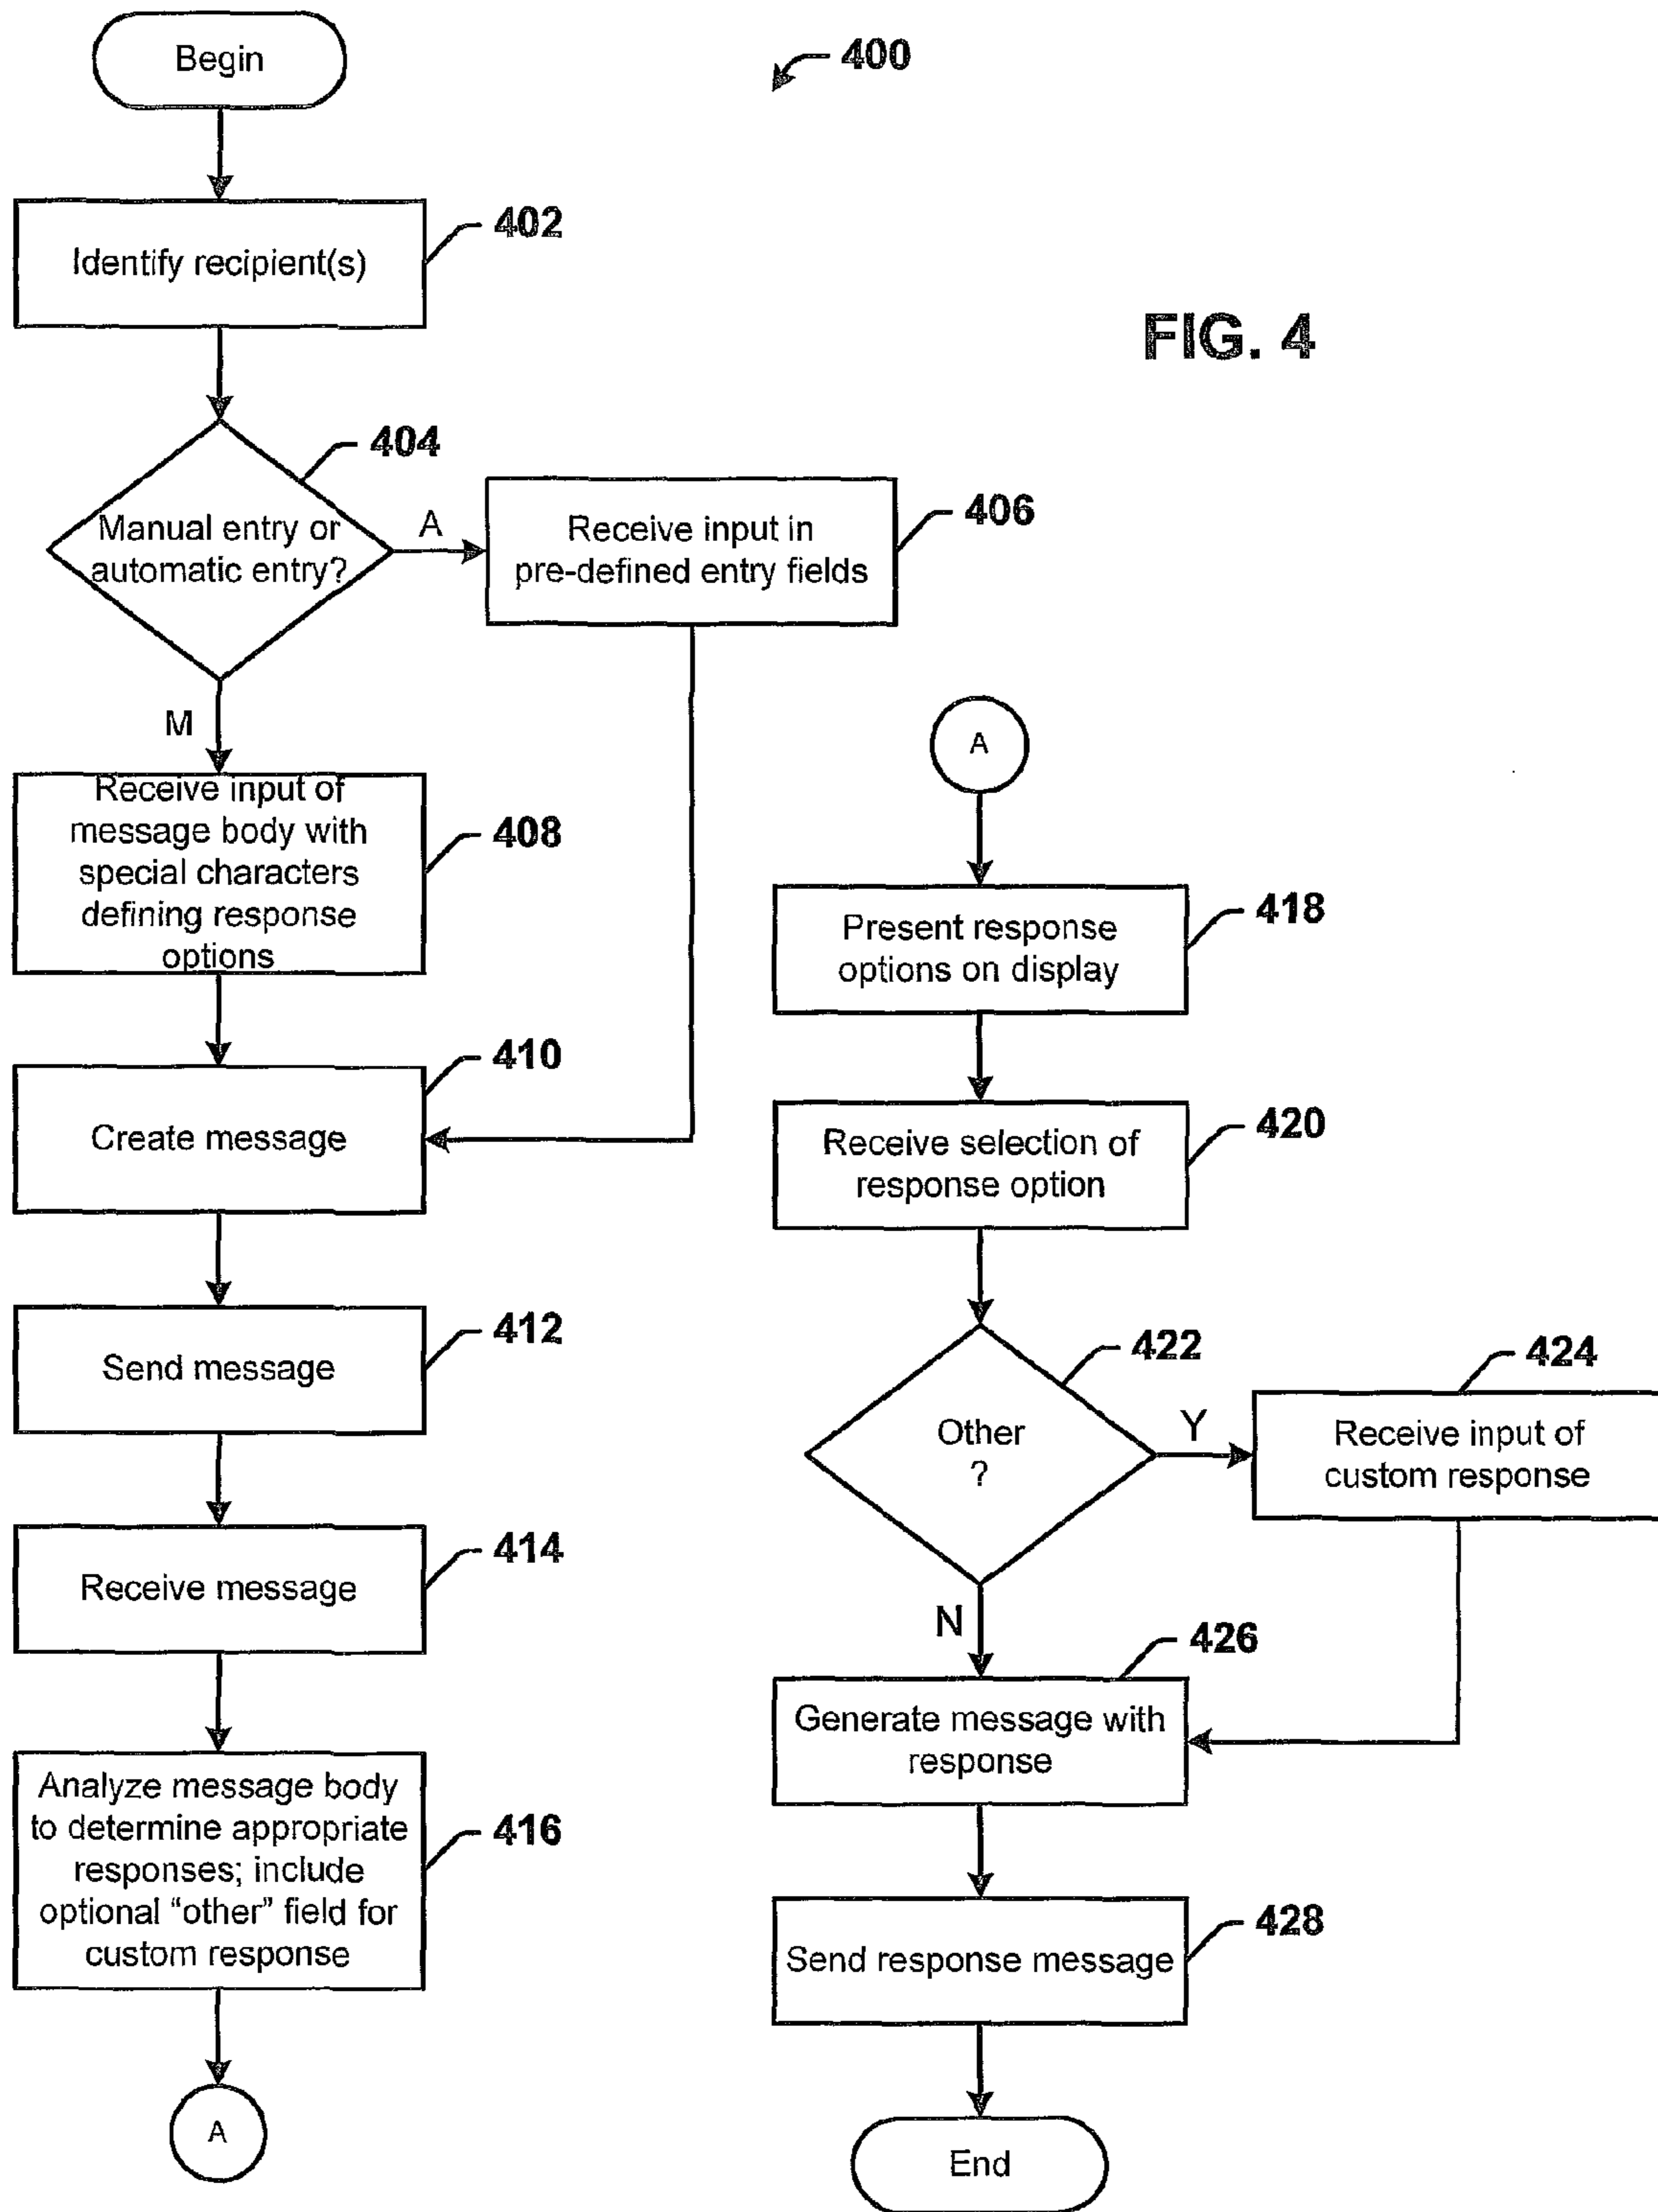 Begin
400
402
Identify recipient(s)
FIG. 4
404
Manual entry or
automatic entry?
A
406
Receive input in
pre-defined entry fields
M
Receive input of
message body with
special characters
defining response
options
408
410
Create message
412
Send message
414
Receive message
Analyze message body
to determine appropriate
responses; include
optional “other” field for
custom response
416
A
A
418
Present response
options on display
420
Receive selection of
response option
422
Other
?
Y
424
Receive input of
custom response
N
426
Generate message with
response
428
Send response message
End